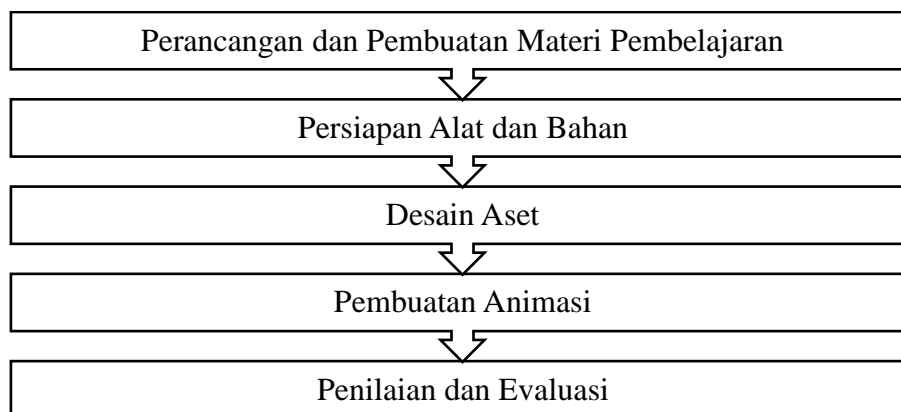 Perancangan dan Pembuatan Materi Pembelajaran
Persiapan Alat dan Bahan
Desain Aset
Pembuatan Animasi
Penilaian dan Evaluasi